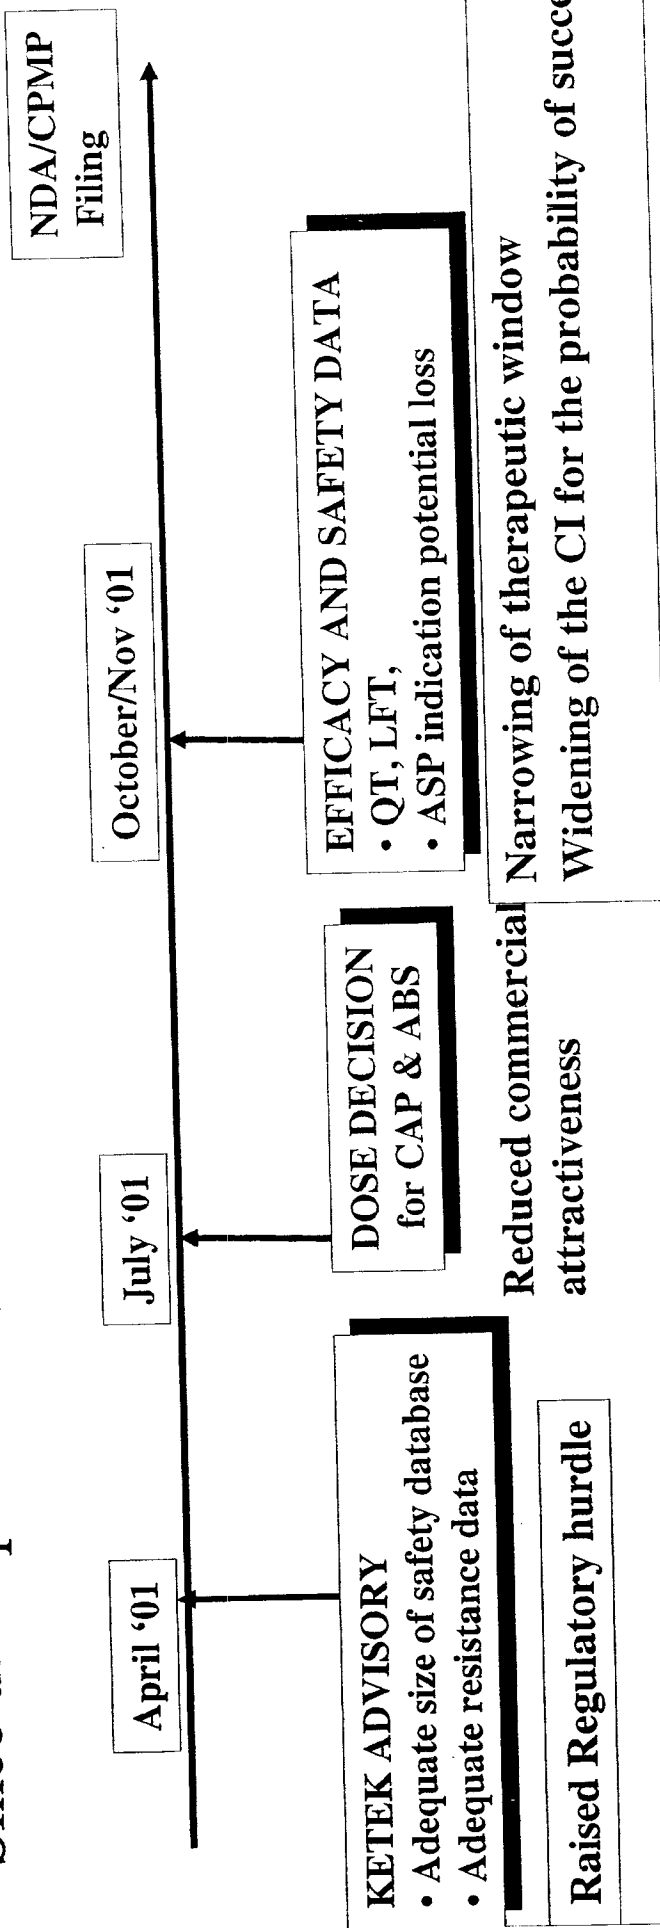 NDA/CPMP
Filing
April ‘01
July ‘01
October/Nov ‘01
KETEK ADVISORY
• Adequate size of safety database
• Adequate resistance data
Raised Regulatory hurdle
DOSE DECISION
for CAP & ABS
Reduced commercial
attractiveness
EFFICACY AND SAFETY DATA
• QT, LFT,
• ASP indication potential loss
Narrowing of therapeutic window
Widening of the CI for the probability of